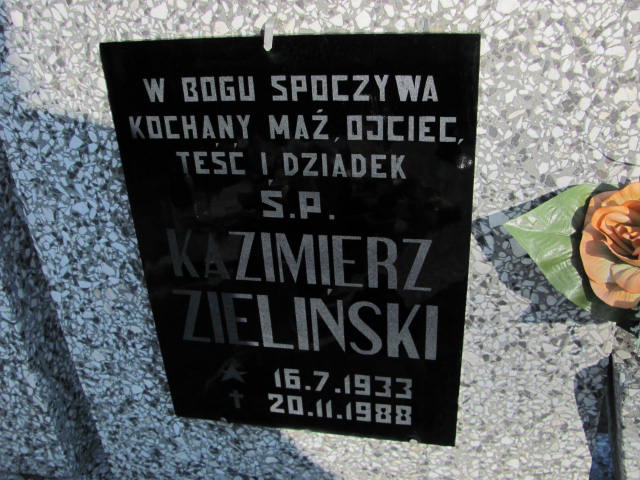 W BOGU SPOCZYWA
KOCHANY MĄŻ, OJCIEC,
TEŚĆ I DZIADEK
Ś.P.
KAZIMIERZ
ZIELIŃSKI
16.7.1933
20.11.1988